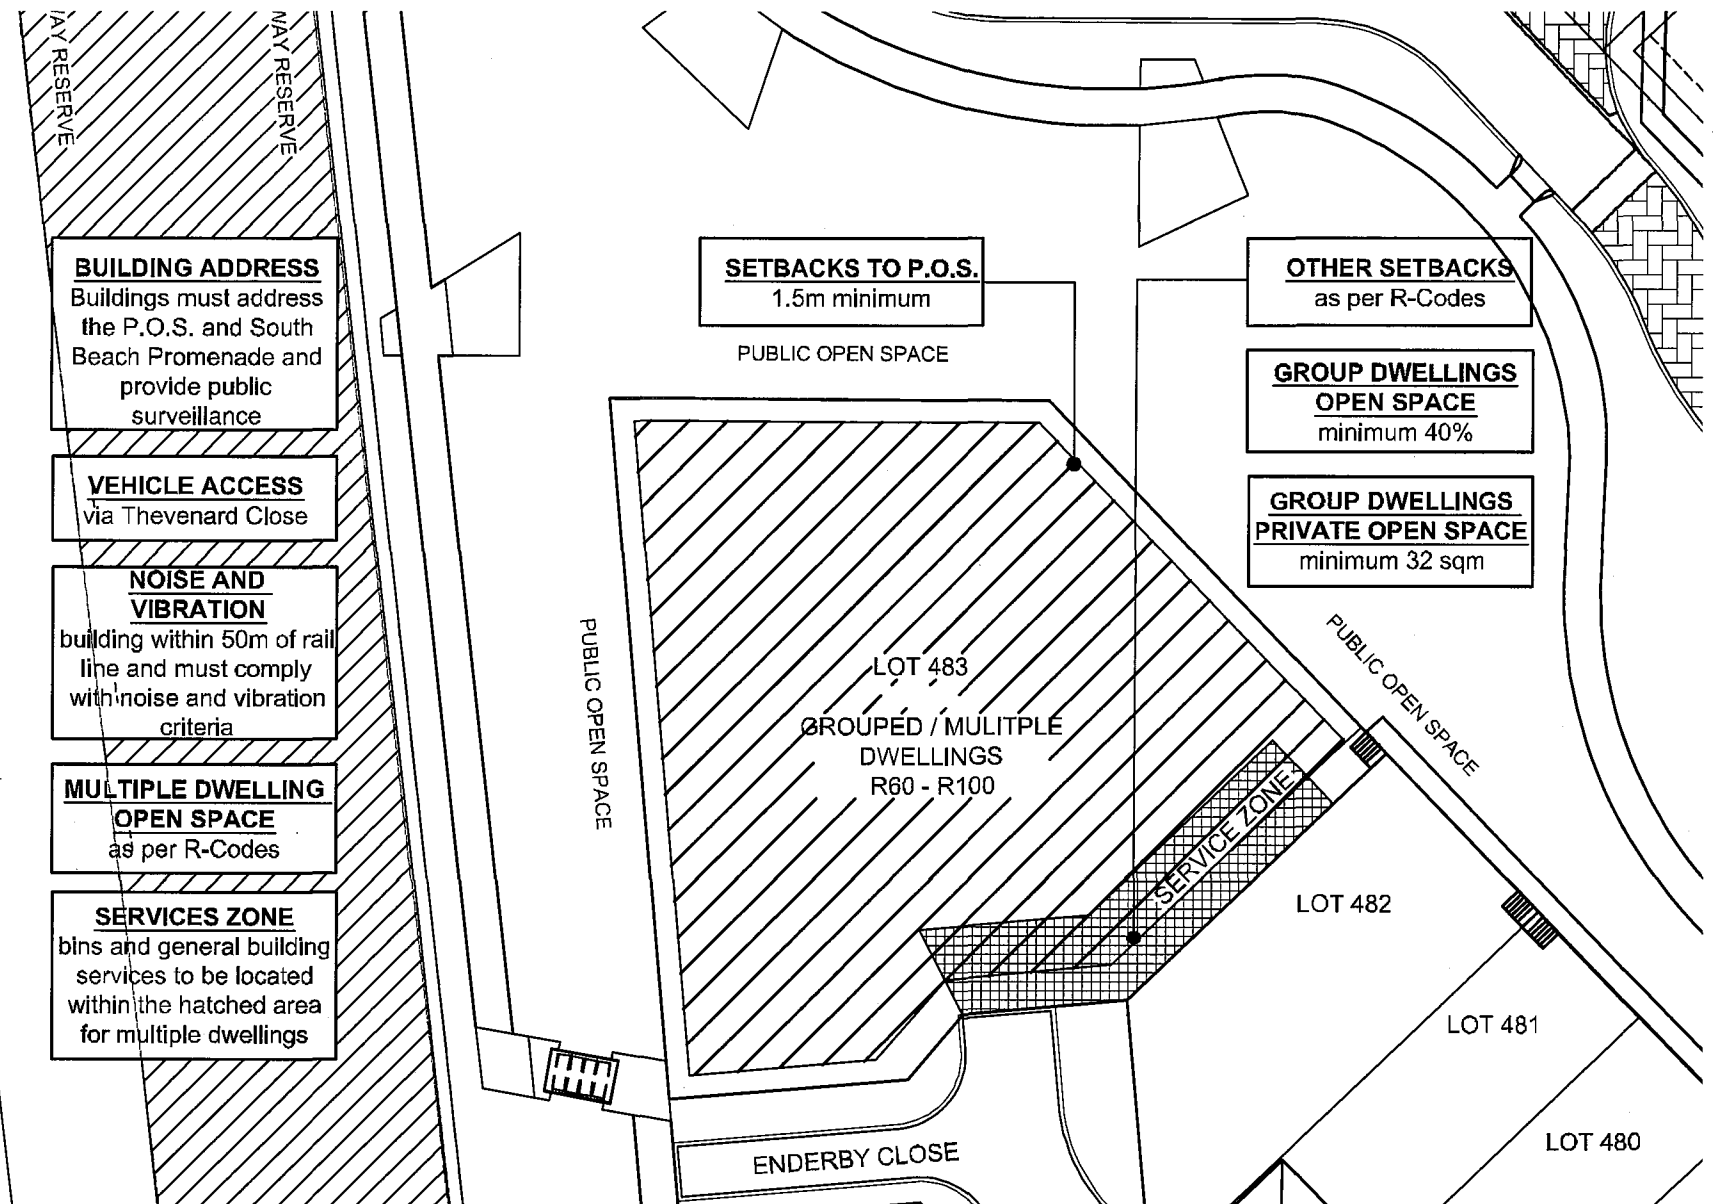 WAY RESERVE
WAY RESERVE
BUILDING ADDRESS
Buildings must address
the P.O.S. and South
Beach Promenade and
provide public
surveillance
VEHICLE ACCESS
via Thevenard Close
NOISE AND
VIBRATION
building within 50m of rail
line and must comply
with noise and vibration
criteria
MULTIPLE DWELLING
OPEN SPACE
as per R-Codes
SERVICES ZONE
bins and general building
services to be located
within the hatched area
for multiple dwellings
SETBACKS TO P.O.S.
1.5m minimum
PUBLIC OPEN SPACE
OTHER SETBACKS
as per R-Codes
GROUP DWELLINGS
OPEN SPACE
minimum 40%
GROUP DWELLINGS
PRIVATE OPEN SPACE
minimum 32 sqm
PUBLIC OPEN SPACE
LOT 483
GROUPED / MULITPLE
DWELLINGS
R60 - R100
PUBLIC OPEN SPACE
SERVICE ZONE
LOT 482
LOT 481
LOT 480
ENDERBY CLOSE